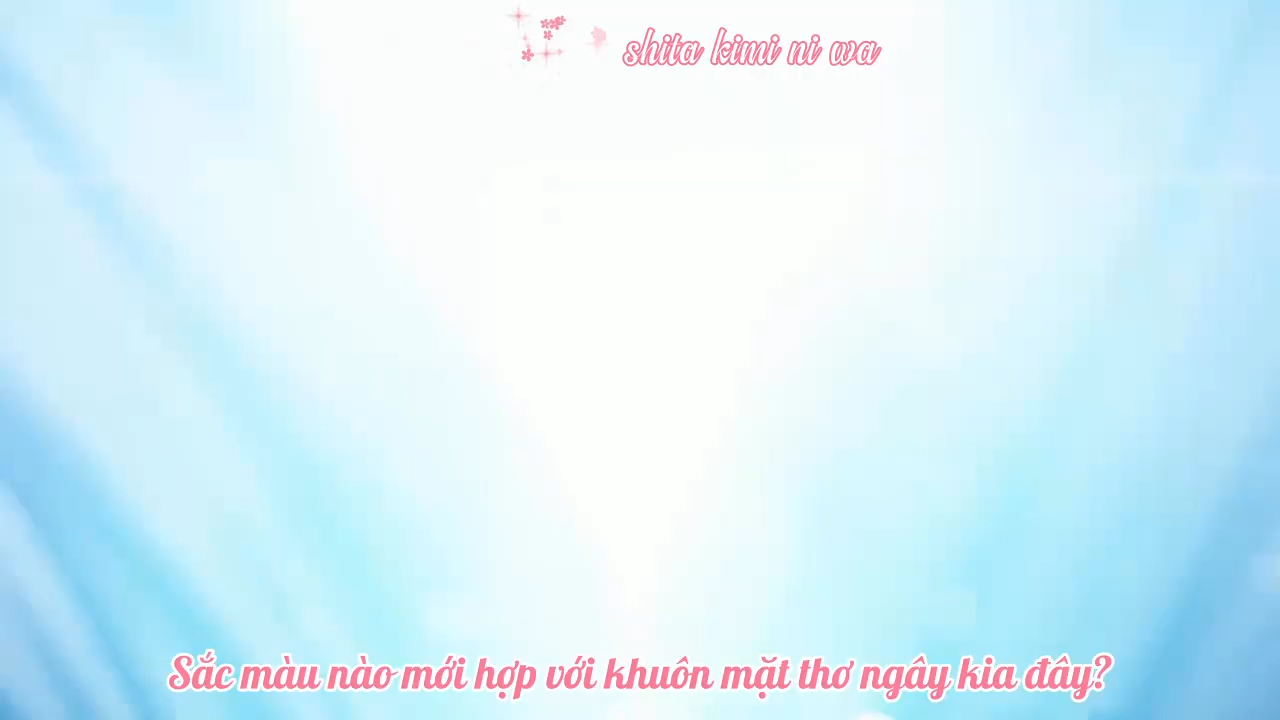 shita kimi ni wa
Sắc màu nào mới hợp với khuôn mặt thơ ngây kia đây?